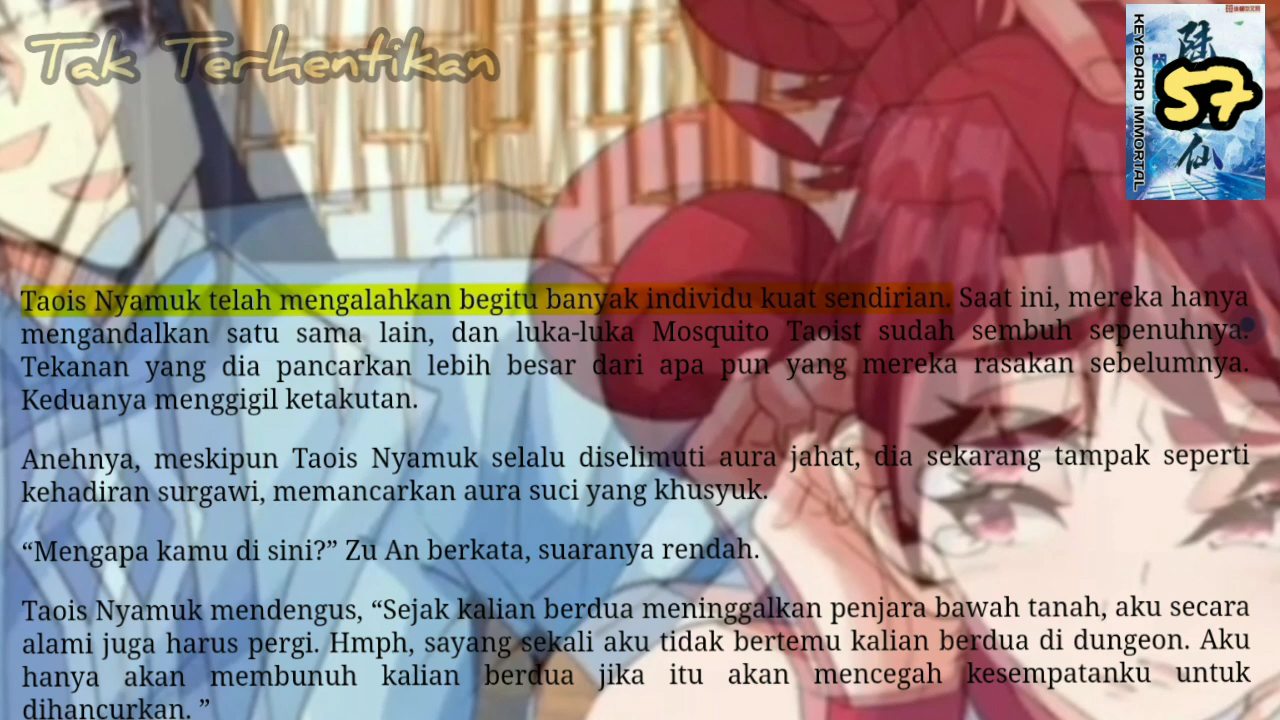 Tak Terhentikan
KEYBOARD IMMORTAL
陆
仙
57
Taois Nyamuk telah mengalahkan begitu banyak individu kuat sendirian. Saat ini, mereka hanya
mengandalkan satu sama lain, dan luka-luka Mosquito Taoist sudah sembuh sepenuhnya.
Tekanan yang dia pancarkan lebih besar dari apa pun yang mereka rasakan sebelumnya.
Keduanya menggigil ketakutan.
Anehnya, meskipun Taois Nyamuk selalu diselimuti aura jahat, dia sekarang tampak seperti
kehadiran surgawi, memancarkan aura suci yang khusyuk.
“Mengapa kamu di sini?” Zu An berkata, suaranya rendah.
Taois Nyamuk mendengus, “Sejak kalian berdua meninggalkan penjara bawah tanah, aku secara
alami juga harus pergi. Hmph, sayang sekali aku tidak bertemu kalian berdua di dungeon. Aku
hanya akan membunuh kalian berdua jika itu akan mencegah kesempatanku untuk
dihancurkan. ”